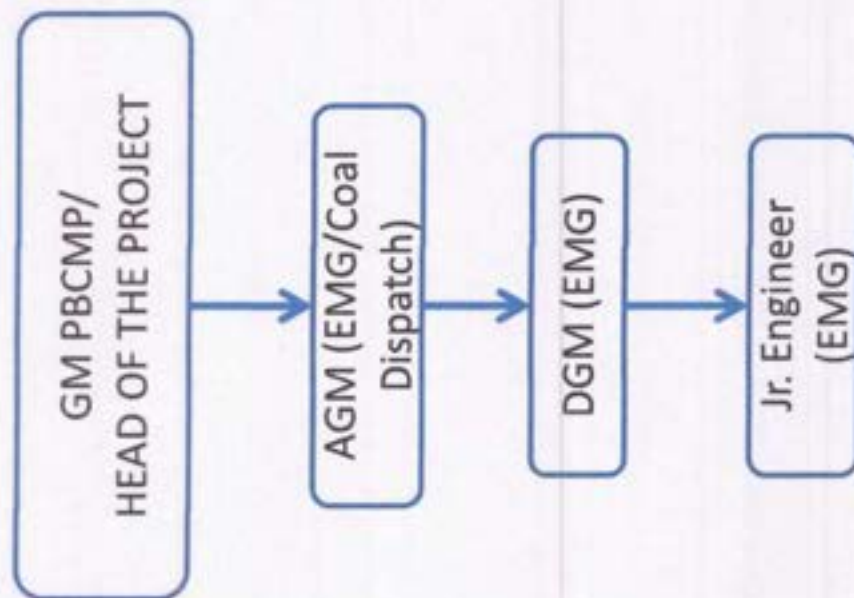 GM PBCMP/
HEAD OF THE PROJECT
AGM (EMG/Coal
Dispatch)
DGM (EMG)
Jr. Engineer
(EMG)